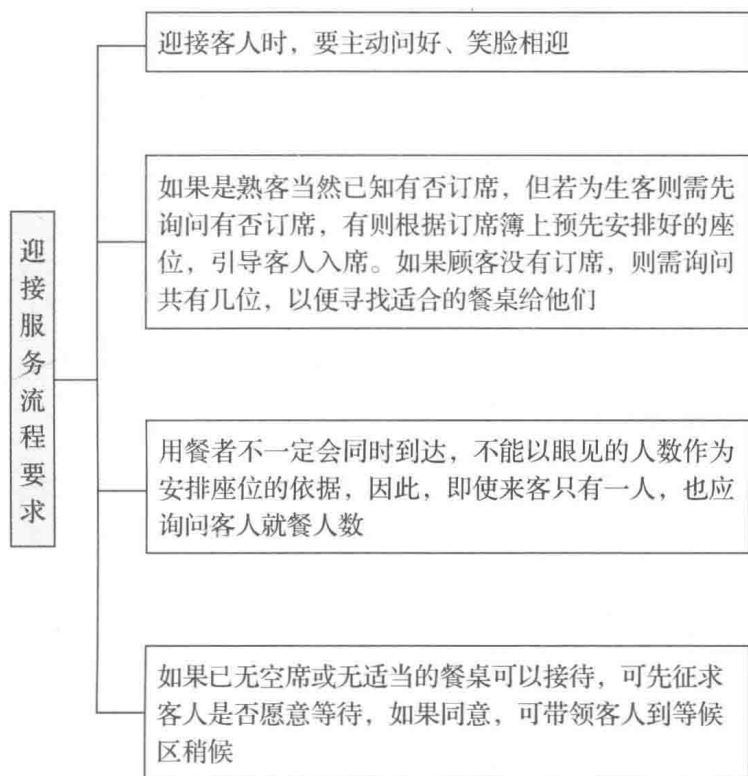 迎接服务流程要求
迎接客人时，要主动问好、笑脸相迎
如果是熟客当然已知有否订席，但若为生客则需先
询问有否订席，有则根据订席簿上预先安排好的座
位，引导客人入席。如果顾客没有订席，则需询问
共有几位，以便寻找适合的餐桌给他们
用餐者不一定会同时到达，不能以眼见的人数作为
安排座位的依据，因此，即使来客只有一人，也应
询问客人就餐人数
如果已无空席或无适当的餐桌可以接待，可先征求
客人是否愿意等待，如果同意，可带领客人到等候
区稍候